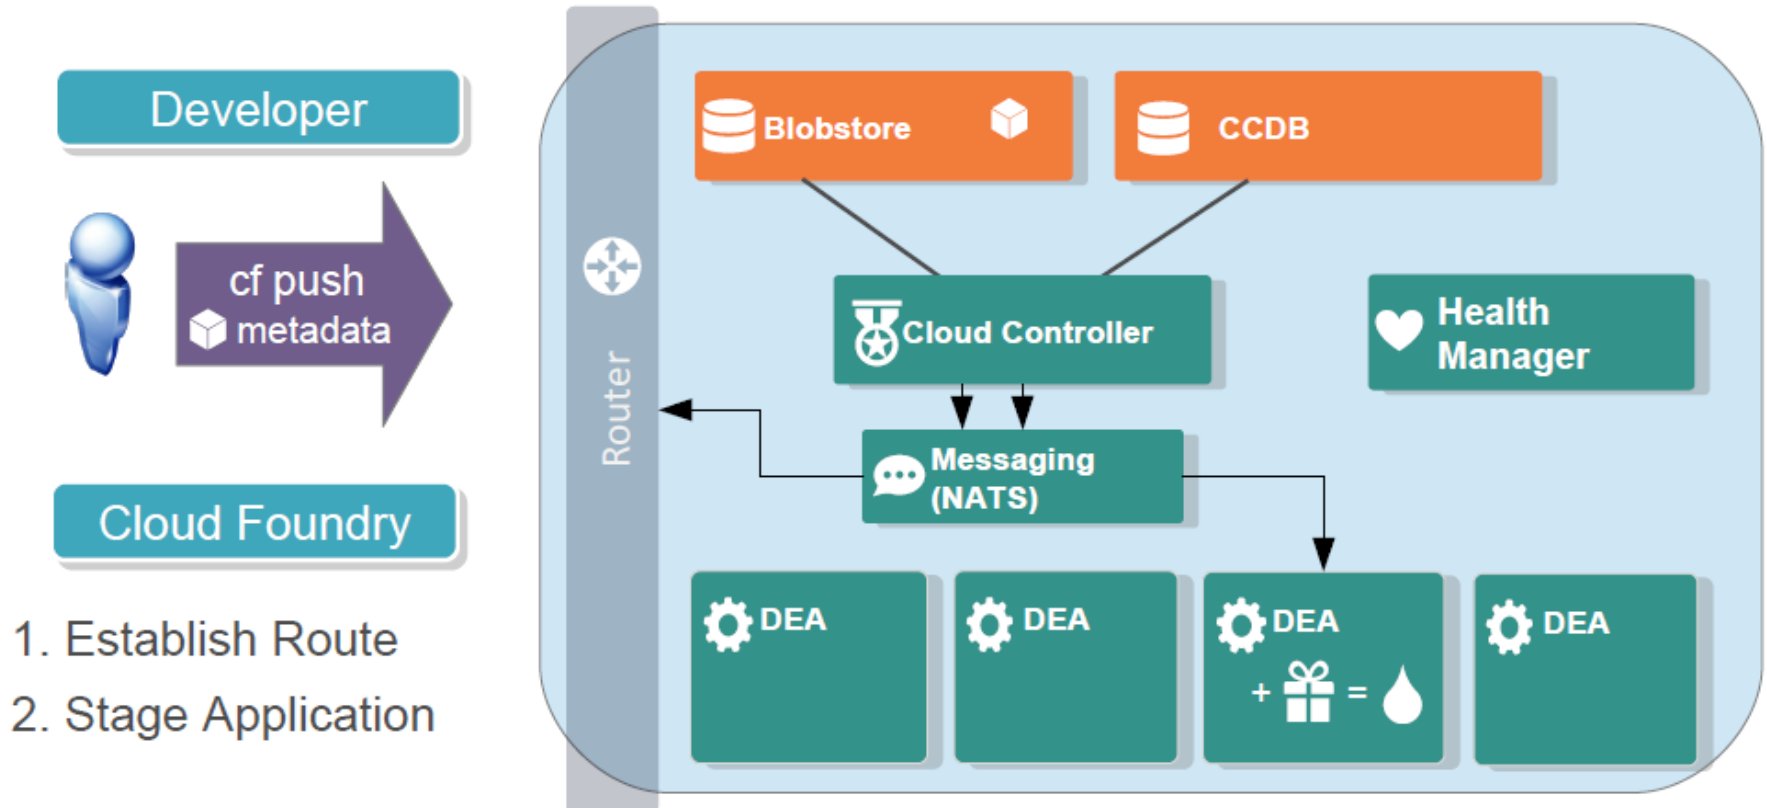 Developer
cf push
metadata
Cloud Foundry
1. Establish Route
2. Stage Application
Router
Blobstore
CCDB
Cloud Controller
Health
Manager
Messaging
(NATS)
DEA
DEA
DEA
+ =
DEA